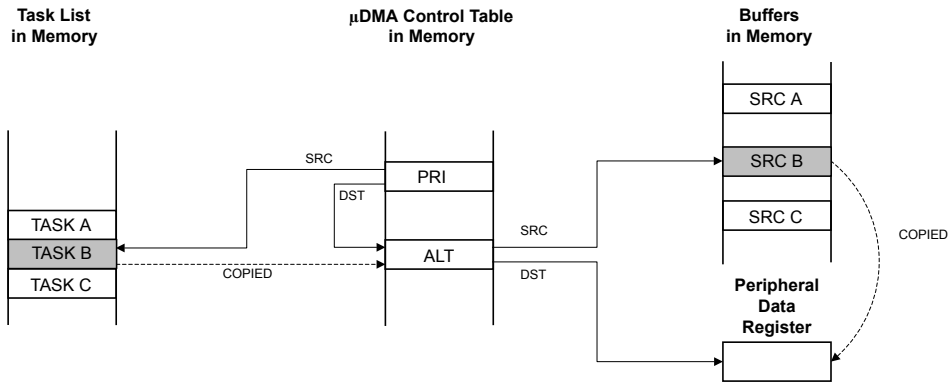 Task List
in Memory
μDMA Control Table
in Memory
Buffers
in Memory
SRC A
SRC
PRI
SRC B
DST
TASK A
SRC C
SRC
COPIED
TASK B
ALT
COPIED
DST
TASK C
Peripheral
Data
Register